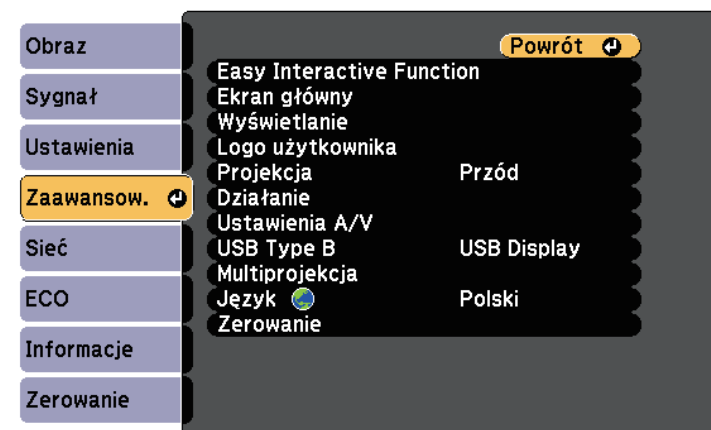 Obraz
Sygnał
Ustawienia
Zaawansow.
Sieć
ECO
Informacje
Zerowanie
Powrót
Easy Interactive Function
Ekran główny
Wyświetlanie
Logo użytkownika
Projekcja Przód
Działanie
Ustawienia A/V
USB Type B USB Display
Multiprojekcja
Język Polski
Zerowanie